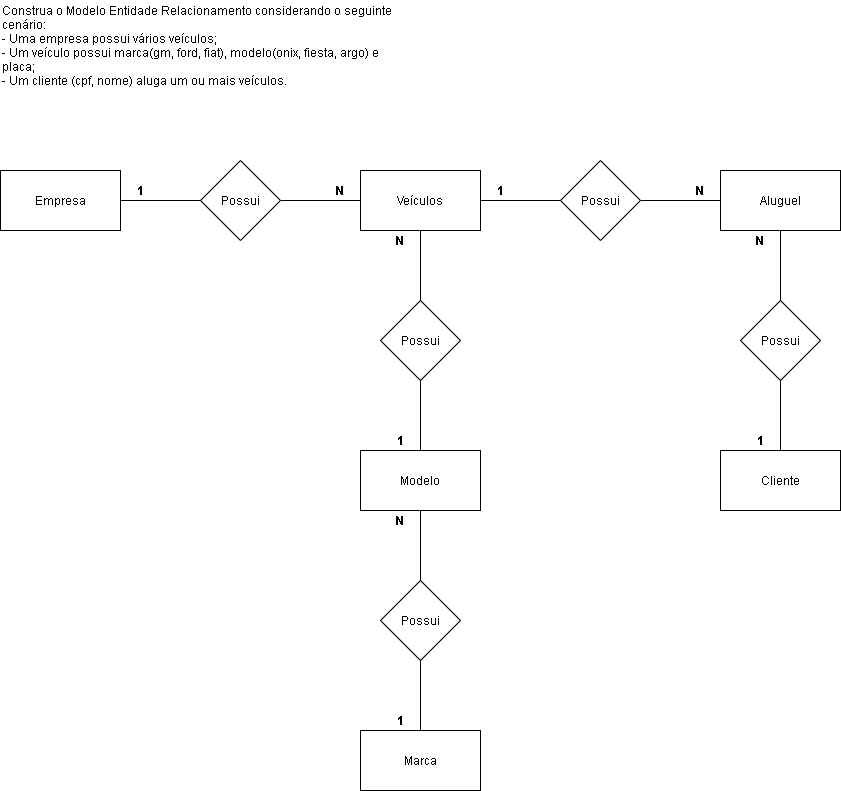 Construa o Modelo Entidade Relacionamento considerando o seguinte
cenário:
- Uma empresa possui vários veículos;
- Um veículo possui marca(gm, ford, fiat), modelo(onix, fiesta, argo) e
placa;
- Um cliente (cpf, nome) aluga um ou mais veículos.
1
N
1
N
Empresa
Possui
Veículos
Possui
Aluguel
N
N
Possui
Possui
1
1
Modelo
Cliente
N
Possui
1
Marca